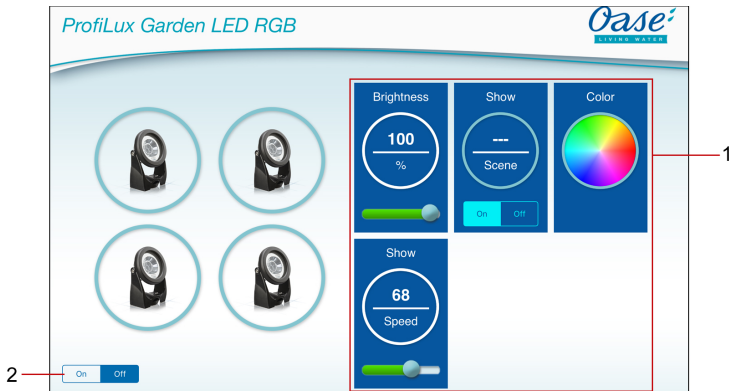 ProfiLux Garden LED RGB
Oase
LIVING WATER
Brightness
100
%
Show
---
Scene
On Off
Color
1
Show
68
Speed
2
On Off